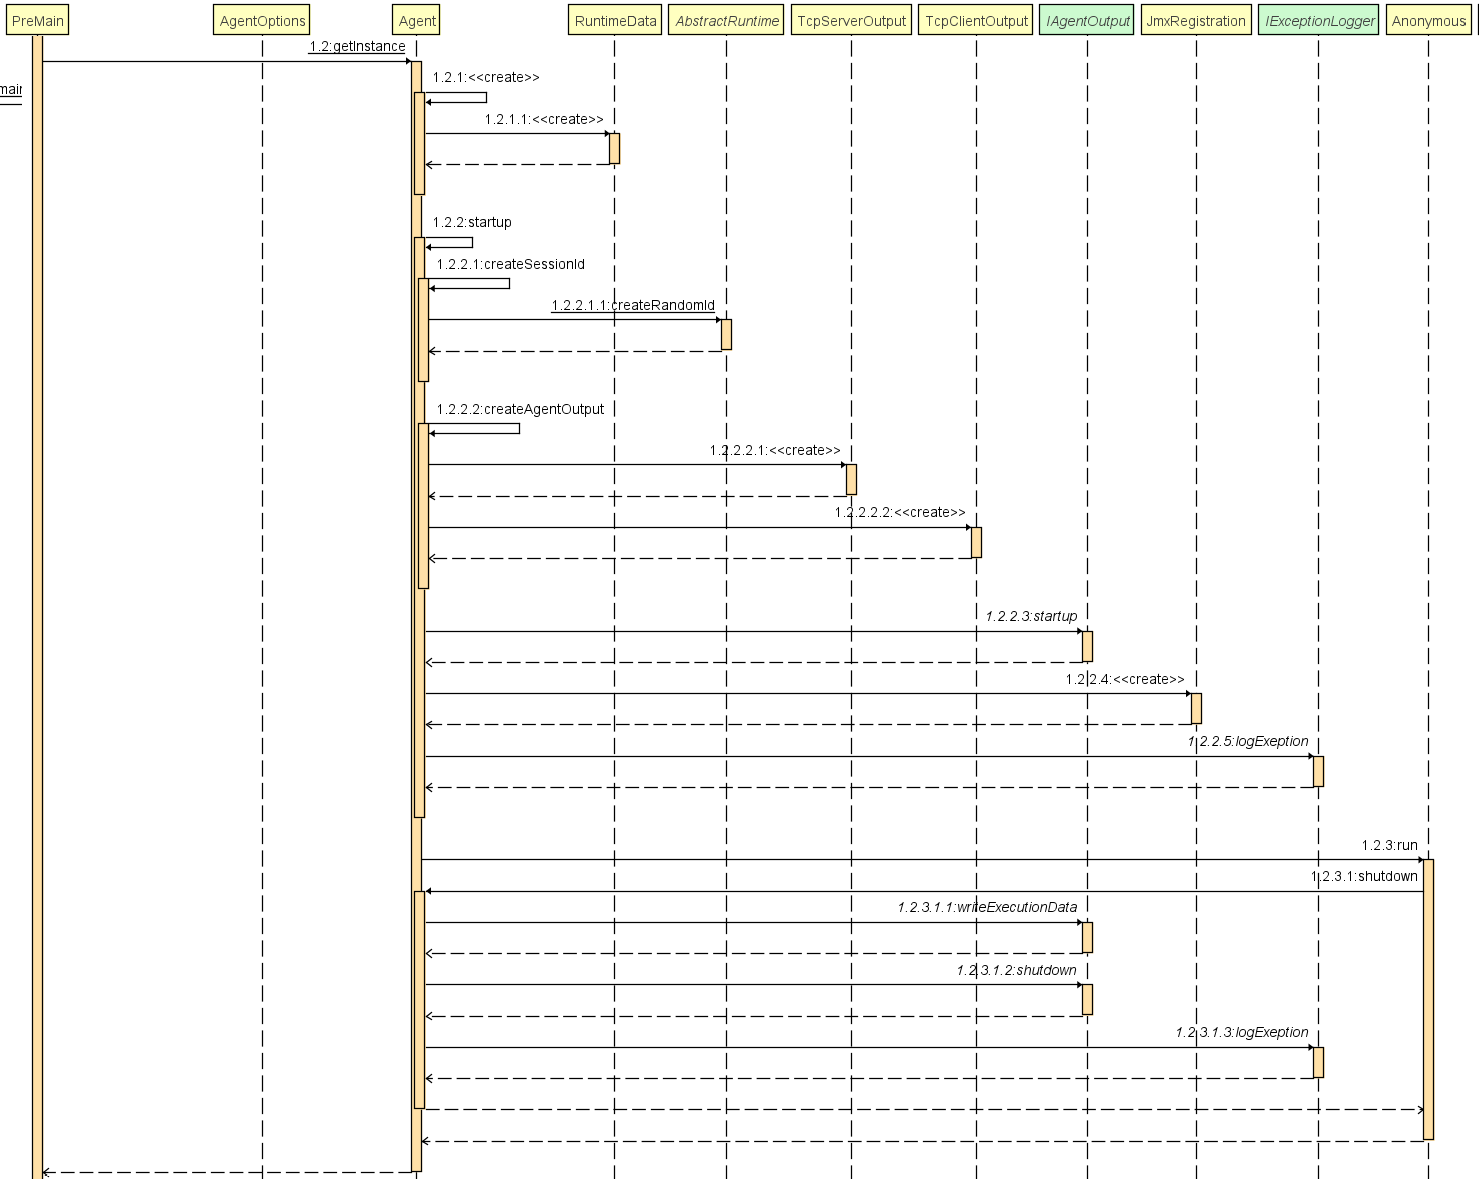 PreMain
AgentOptions
Agent
RuntimeData
AbstractRuntime
TcpServerOutput
TcpClientOutput
IAgentOutput
JmxRegistration
IExceptionLogger
Anonymous
1.2:getInstance
1.2.1:<<create>>
1.2.1.1:<<create>>
1.2.2:startup
1.2.2.1:createSessionId
1.2.2.1.1:createRandomId
1.2.2.2:createAgentOutput
1.2.2.2.1:<<create>>
1.2.2.2.2:<<create>>
1.2.2.3:startup
1.2.2.4:<<create>>
1.2.2.5:logExeption
1.2.3:run
1.2.3.1:shutdown
1.2.3.1.1:writeExecutionData
1.2.3.1.2:shutdown
1.2.3.1.3:logExeption